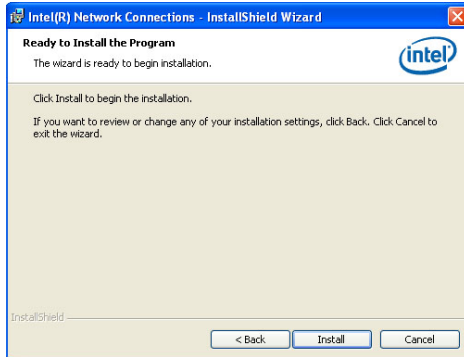 Intel(R) Network Connections - InstallShield Wizard
Ready to Install the Program
The wizard is ready to begin installation.
intel
Click Install to begin the installation.
If you want to review or change any of your installation settings, click Back. Click Cancel to
exit the wizard.
InstallShield
< Back
Install
Cancel